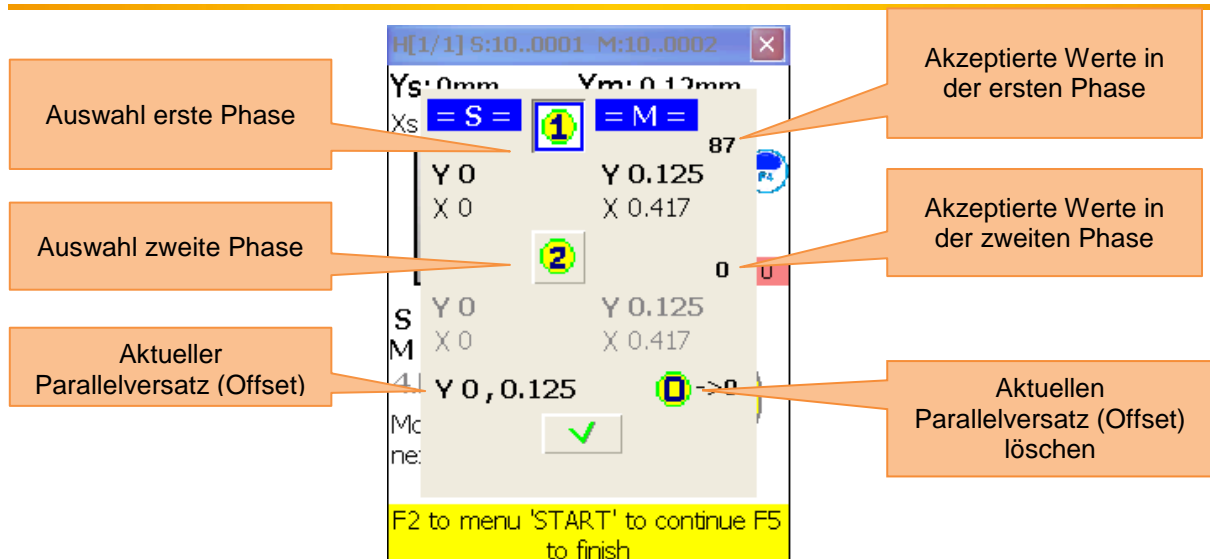 H[1/1] S:10..0001 M:10..0002
Akzeptierte Werte in
der ersten Phase
Auswahl erste Phase
Ys: 0mm Ym: 0.12mm
Xs
= S = 1 = M =
87
Y 0 Y 0.125
X 0 X 0.417
F4
Auswahl zweite Phase
Akzeptierte Werte in
der zweiten Phase
2
0
Y 0 Y 0.125
X 0 X 0.417
S
M
Aktueller
Parallelversatz (Offset)
Y 0,0.125 0 ->0
Aktuellen
Parallelversatz (Offset)
löschen
F2 to menu 'START' to continue F5
to finish